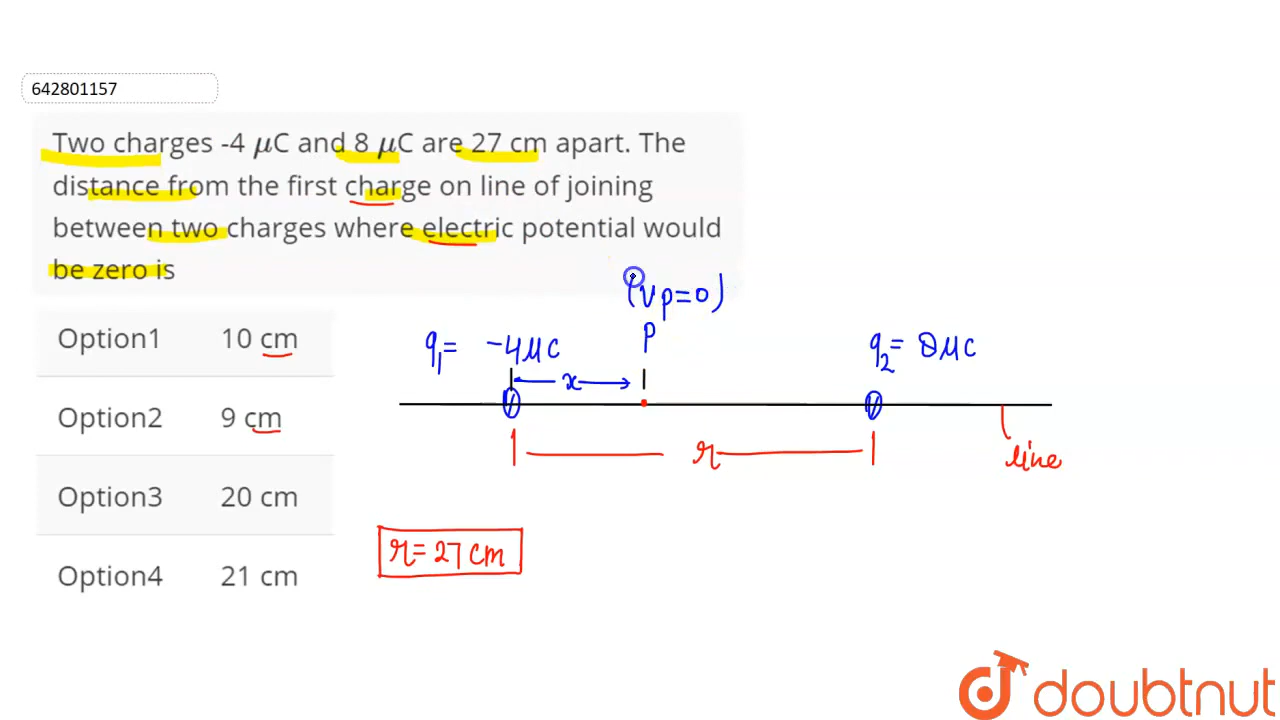 642801157
Two charges -4 μC and 8 μC are 27 cm apart. The
distance from the first charge on line of joining
between two charges where electric potential would
be zero is
Option1 10 cm
Option2 9 cm
Option3 20 cm
Option4 21 cm
(Vp=0)
P
q1= -4μC
q2= 8μC
x
r
line
r=27cm
doubtnut